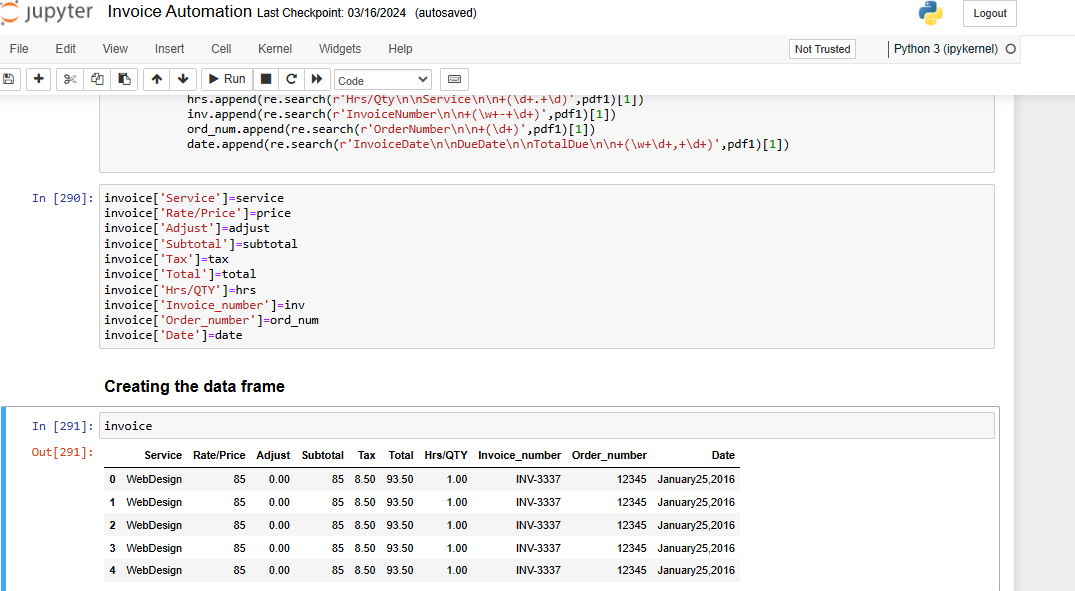 jupyter Invoice Automation Last Checkpoint: 03/16/2024 (autosaved) Logout
File Edit View Insert Cell Kernel Widgets Help Not Trusted Python 3 (ipykernel)
Run Code
hrs.append(re.search(r'Hrs/Qty\n\nService\n\n+(\d+.+\d)',pdf1)[1])
inv.append(re.search(r'InvoiceNumber\n\n+(\w+-+\d+)',pdf1)[1])
ord_num.append(re.search(r'OrderNumber\n\n+(\d+)',pdf1)[1])
date.append(re.search(r'InvoiceDate\n\nDueDate\n\nTotalDue\n\n+(\w+\d+,+\d+)',pdf1)[1])
In [290]: invoice['Service']=service
invoice['Rate/Price']=price
invoice['Adjust']=adjust
invoice['Subtotal']=subtotal
invoice['Tax']=tax
invoice['Total']=total
invoice['Hrs/QTY']=hrs
invoice['Invoice_number']=inv
invoice['Order_number']=ord_num
invoice['Date']=date
Creating the data frame
In [291]: invoice
Out[291]: Service Rate/Price Adjust Subtotal Tax Total Hrs/QTY Invoice_number Order_number Date
0 WebDesign 85 0.00 85 8.50 93.50 1.00 INV-3337 12345 January25,2016
1 WebDesign 85 0.00 85 8.50 93.50 1.00 INV-3337 12345 January25,2016
2 WebDesign 85 0.00 85 8.50 93.50 1.00 INV-3337 12345 January25,2016
3 WebDesign 85 0.00 85 8.50 93.50 1.00 INV-3337 12345 January25,2016
4 WebDesign 85 0.00 85 8.50 93.50 1.00 INV-3337 12345 January25,2016